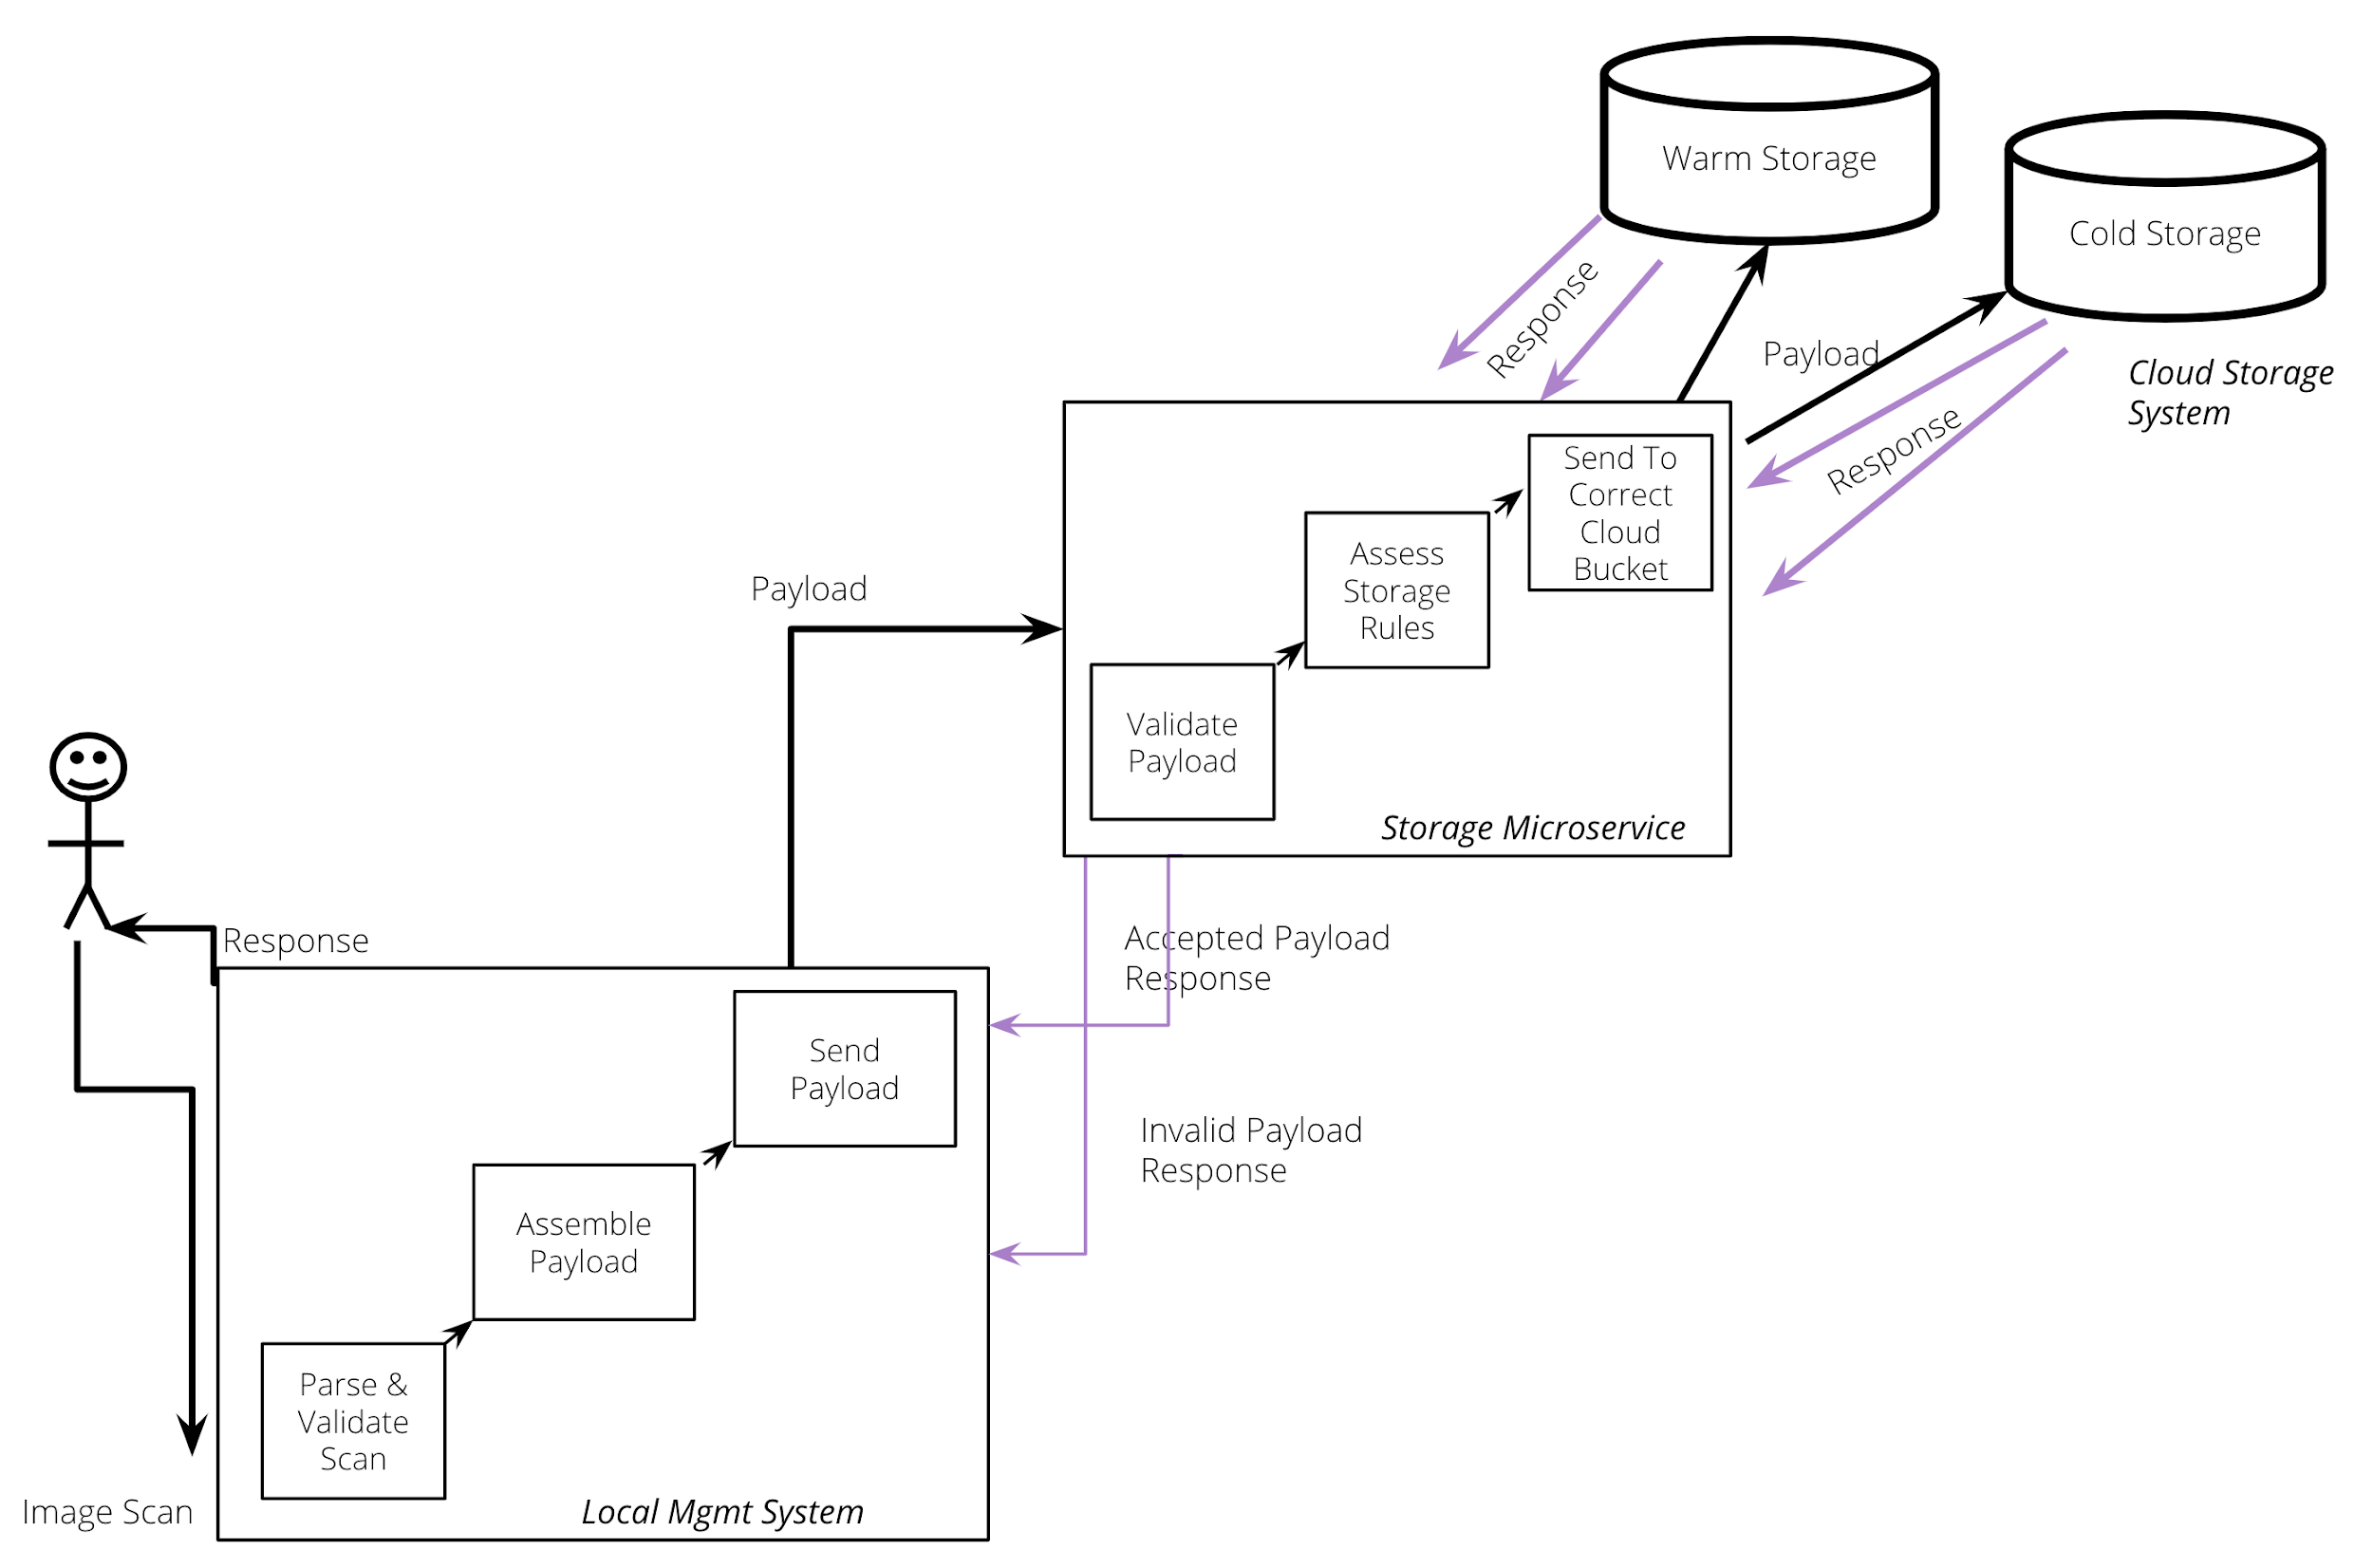 Warm Storage
Cold Storage
Response
Payload
Cloud Storage
System
Response
Send To
Correct
Cloud
Bucket
Assess
Storage
Rules
Payload
Validate
Payload
Storage Microservice
Response
Accepted Payload
Response
Send
Payload
Invalid Payload
Response
Assemble
Payload
Parse &
Validate
Scan
Image Scan
Local Mgmt System